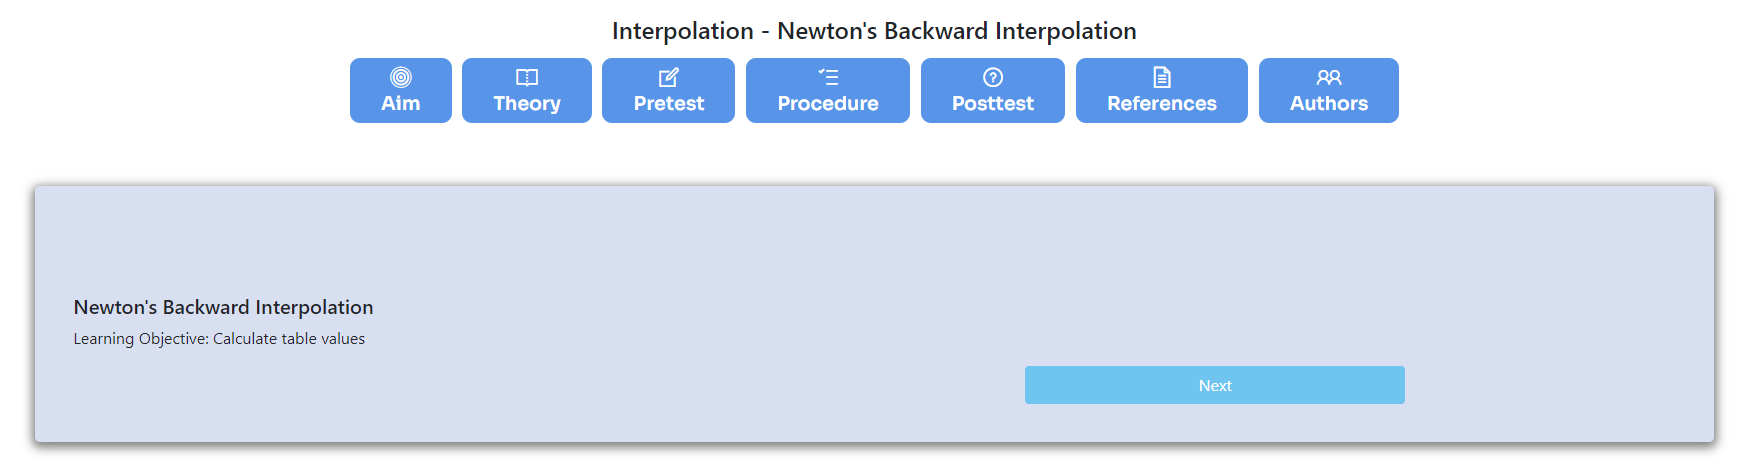 Interpolation - Newton's Backward Interpolation
Aim
Theory
Pretest
Procedure
Posttest
References
Authors
Newton's Backward Interpolation
Learning Objective: Calculate table values
Next